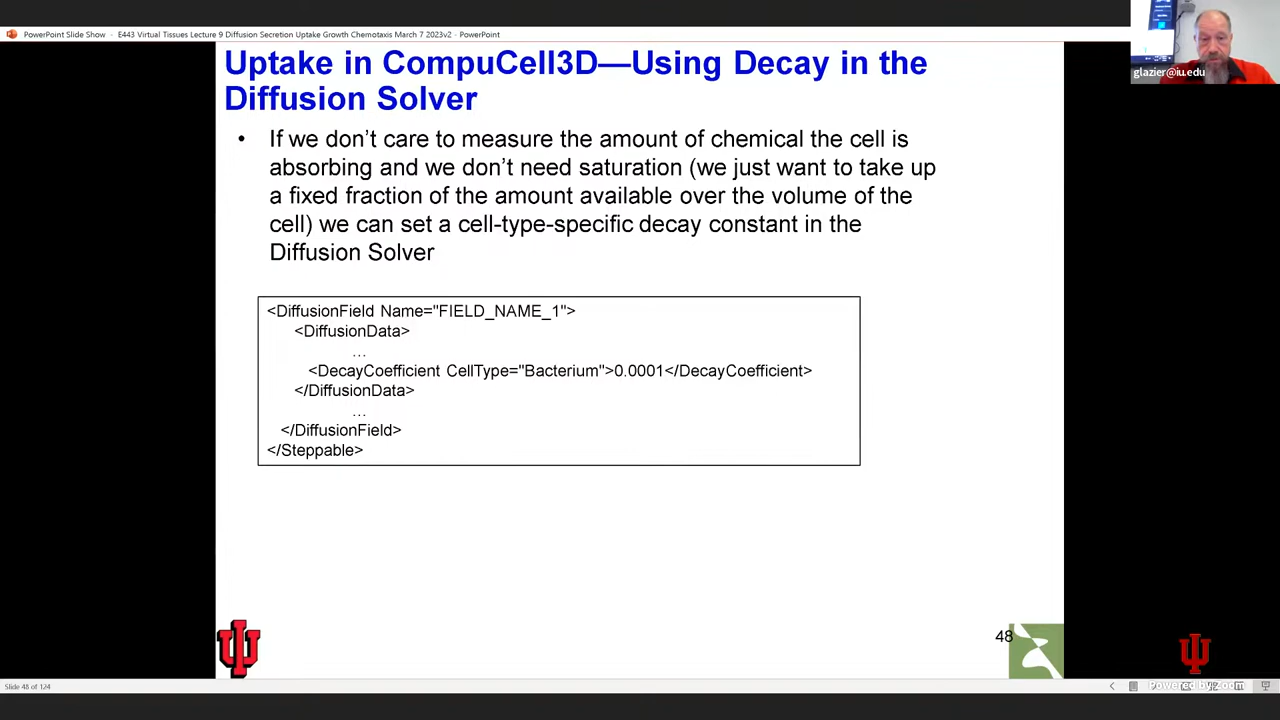 PowerPoint Slide Show - E443 Virtual Tissues Lecture 9 Diffusion Secretion Uptake Growth Chemotaxis March 7 2023v2 - PowerPoint
glazier@iu.edu
Uptake in CompuCell3D—Using Decay in the
Diffusion Solver
• If we don’t care to measure the amount of chemical the cell is
absorbing and we don’t need saturation (we just want to take up
a fixed fraction of the amount available over the volume of the
cell) we can set a cell-type-specific decay constant in the
Diffusion Solver
<DiffusionField Name="FIELD_NAME_1">
<DiffusionData>
…
<DecayCoefficient CellType="Bacterium">0.0001</DecayCoefficient>
</DiffusionData>
…
</DiffusionField>
</Steppable>
48
Slide 48 of 124
Powered by Zoom